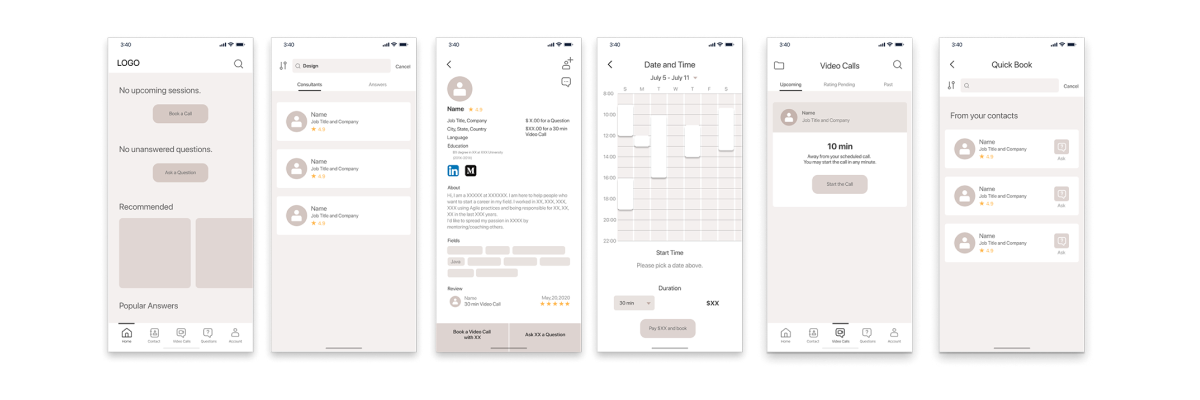 3:40
LOGO
No upcoming sessions.
Book a Call
No unanswered questions.
Ask a Question
Recommended
Popular Answers
Home
Contact
Video Calls
Questions
Account
3:40
Design
Cancel
Consultants
Answers
Name
Job Title and Company
4.9
Name
Job Title and Company
4.9
Name
Job Title and Company
4.9
3:40
Name
4.9
Job Title, Company
City, State, Country
Language
Education
$ X.00 for a Question
$XX.00 for a 30 min
Video Call
About
Hi, I am a XXXXX at XXXXXX. I am here to help people who
want to start a career in my field. I worked in XX, XXX, XXX,
XXX using Agile practices and being responsible for XX, XX,
XX in the last XXX years.
I'd like to spread my passion in XXXX by
mentoring/coaching others.
Fields
Java
Review
Name
30 min Video Call
May.20.2020
Book a Video Call
with XX
Ask XX a Question
3:40
Date and Time
July 5 - July 11
S M T W T F S
8:00
10:00
12:00
14:00
16:00
18:00
20:00
22:00
Start Time
Please pick a date above.
Duration
30 min
$XX
Pay $XX and book
3:40
Video Calls
Upcoming
Rating Pending
Past
Name
Job Title and Company
10 min
Away from your scheduled call.
You may start the call in any minute.
Start the Call
Home
Contact
Video Calls
Questions
Account
3:40
Quick Book
Cancel
From your contacts
Name
Job Title and Company
4.9
Ask
Name
Job Title and Company
4.9
Ask
Name
Job Title and Company
4.9
Ask